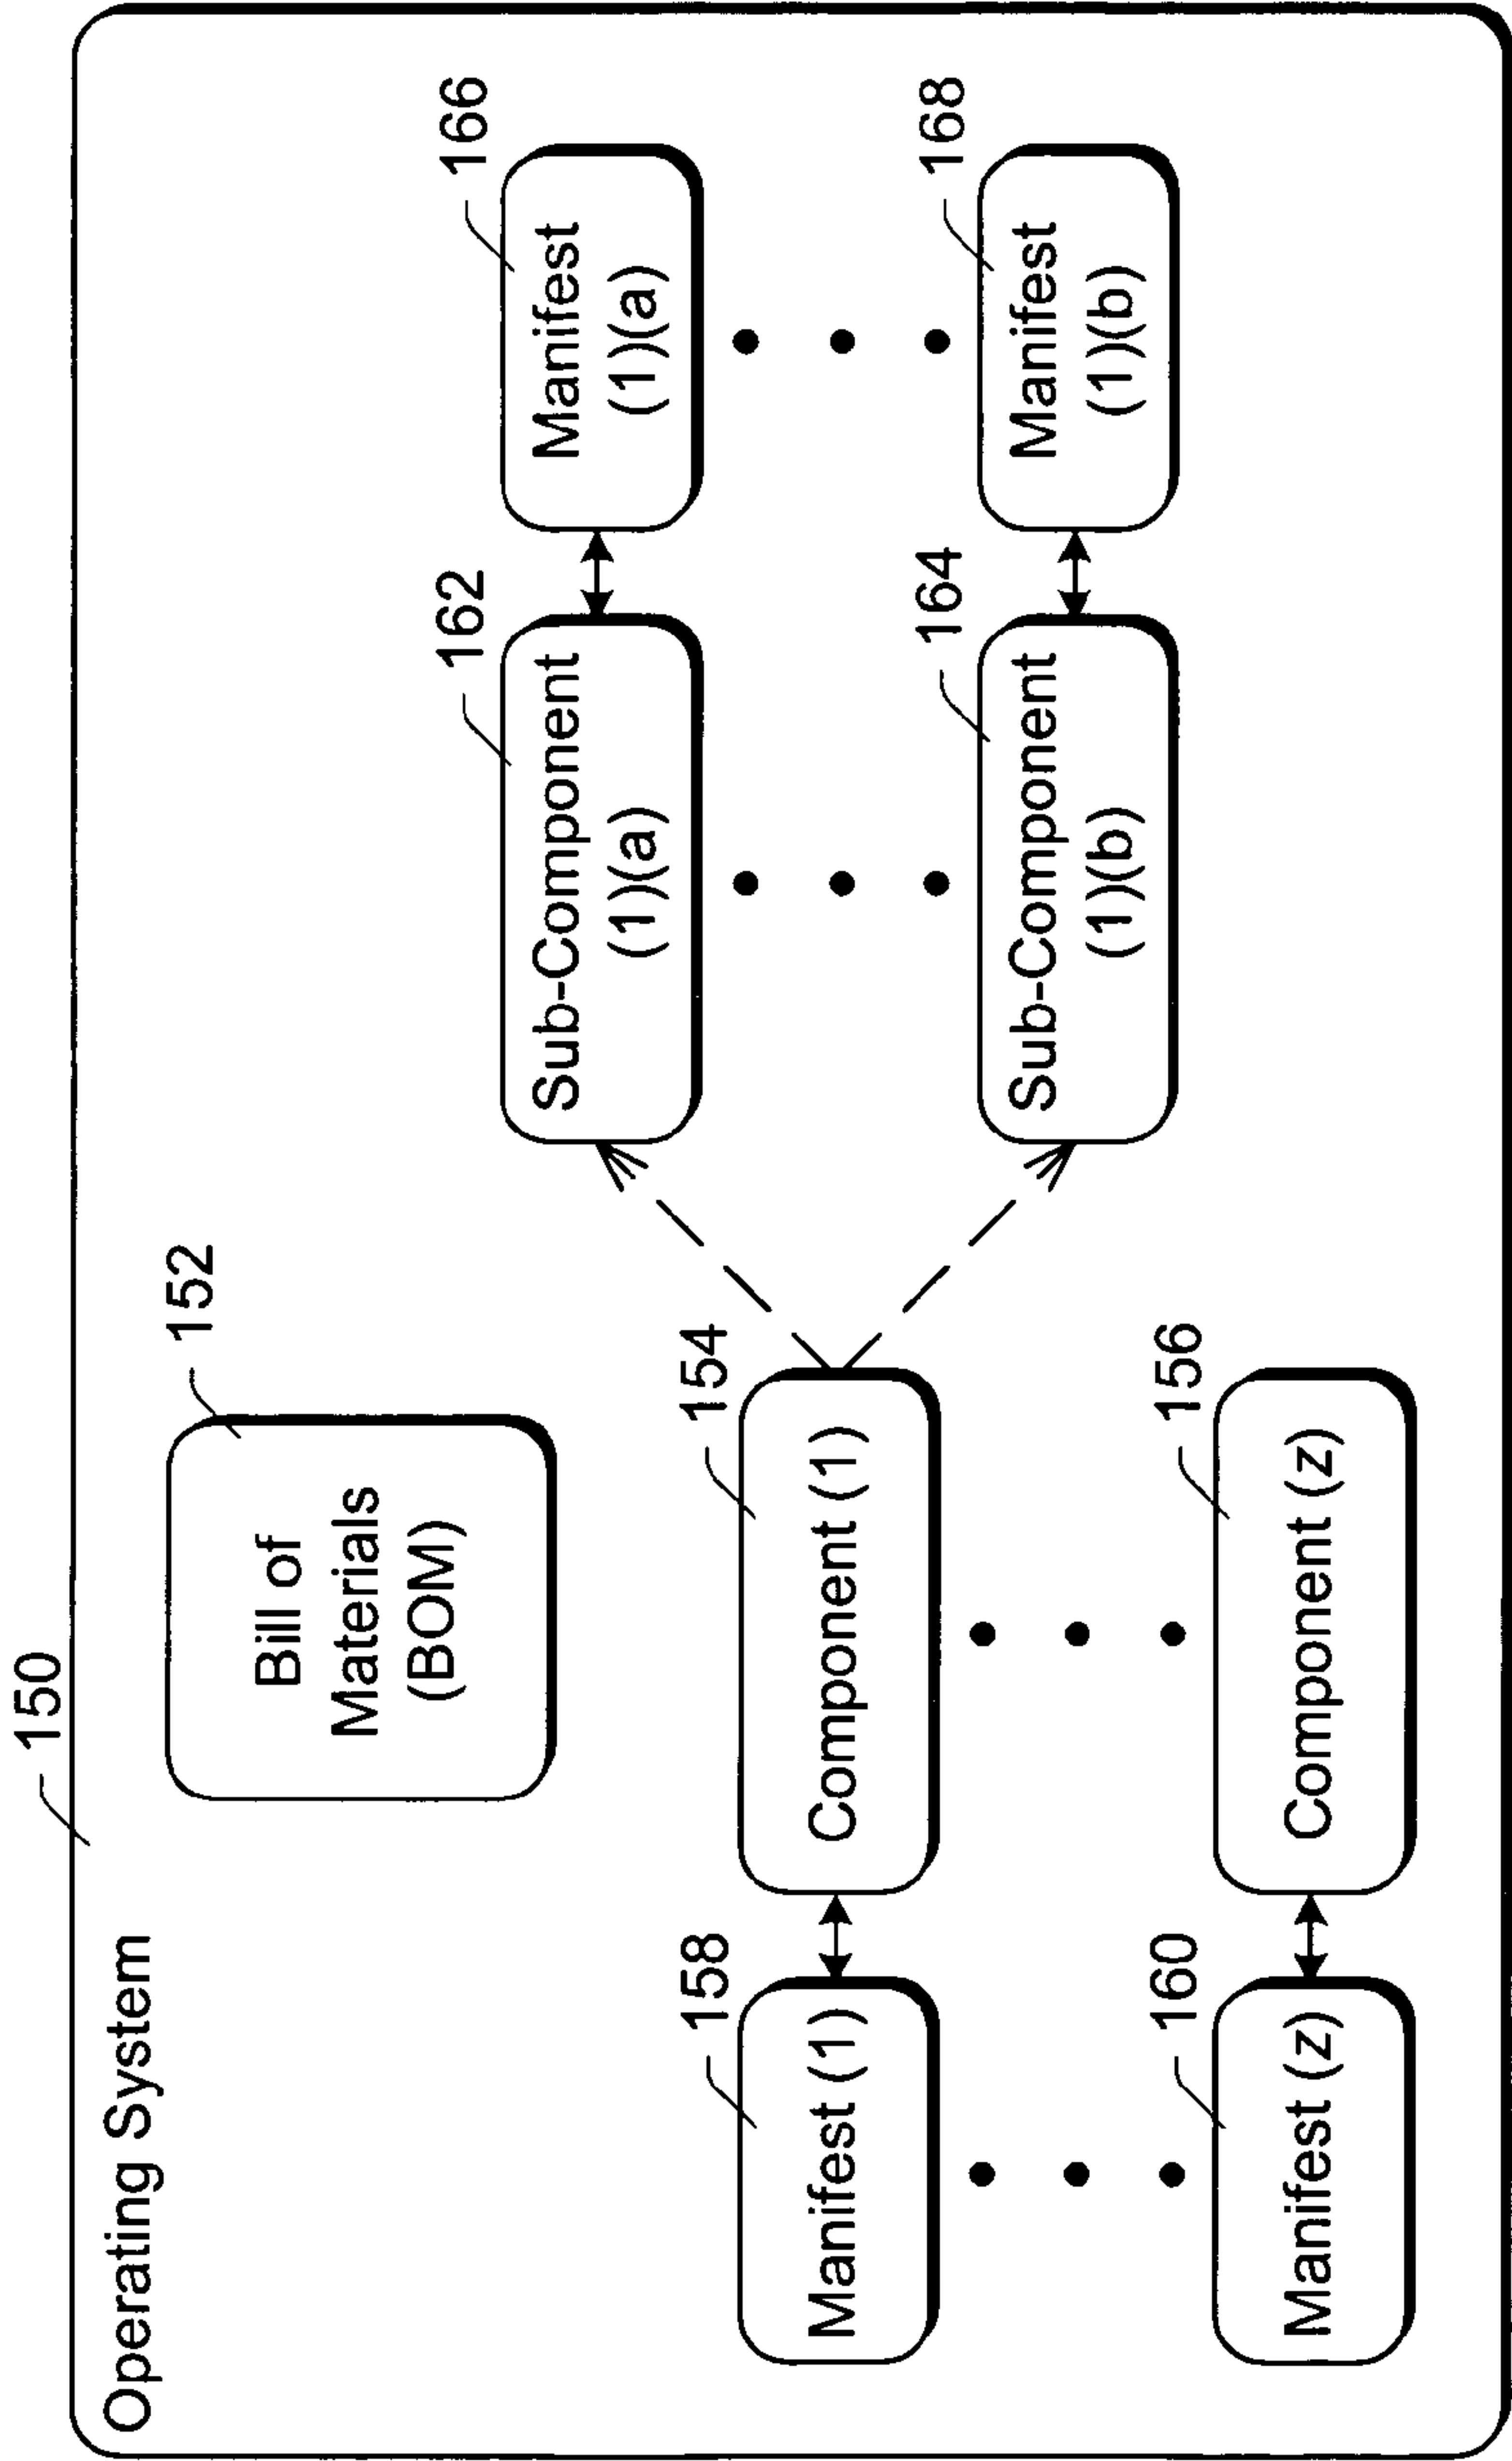 150
Operating System
152
Bill of
Materials
(BOM)
162
Sub-Component
(1)(a)
166
Manifest
(1)(a)
158
Manifest (1)
154
Component (1)
164
Sub-Component
(1)(b)
168
Manifest
(1)(b)
160
Manifest (z)
156
Component (z)